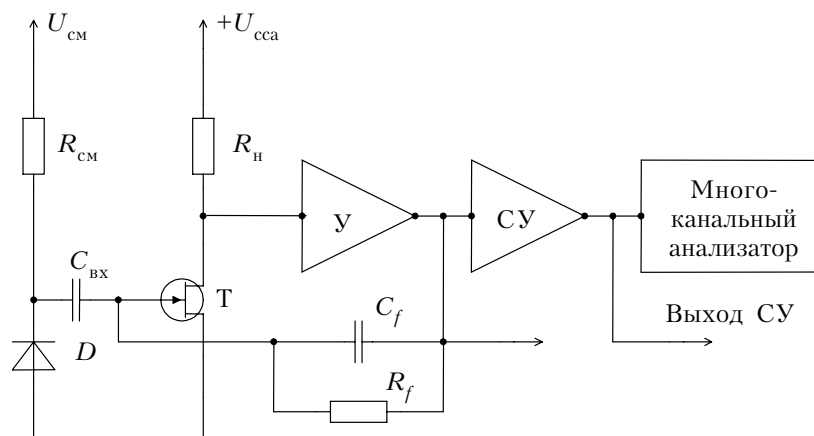 U см
+U сса
R см
R н
У
СУ
Много-
канальный
анализатор
C вх
Т
D
C f
Выход СУ
R f